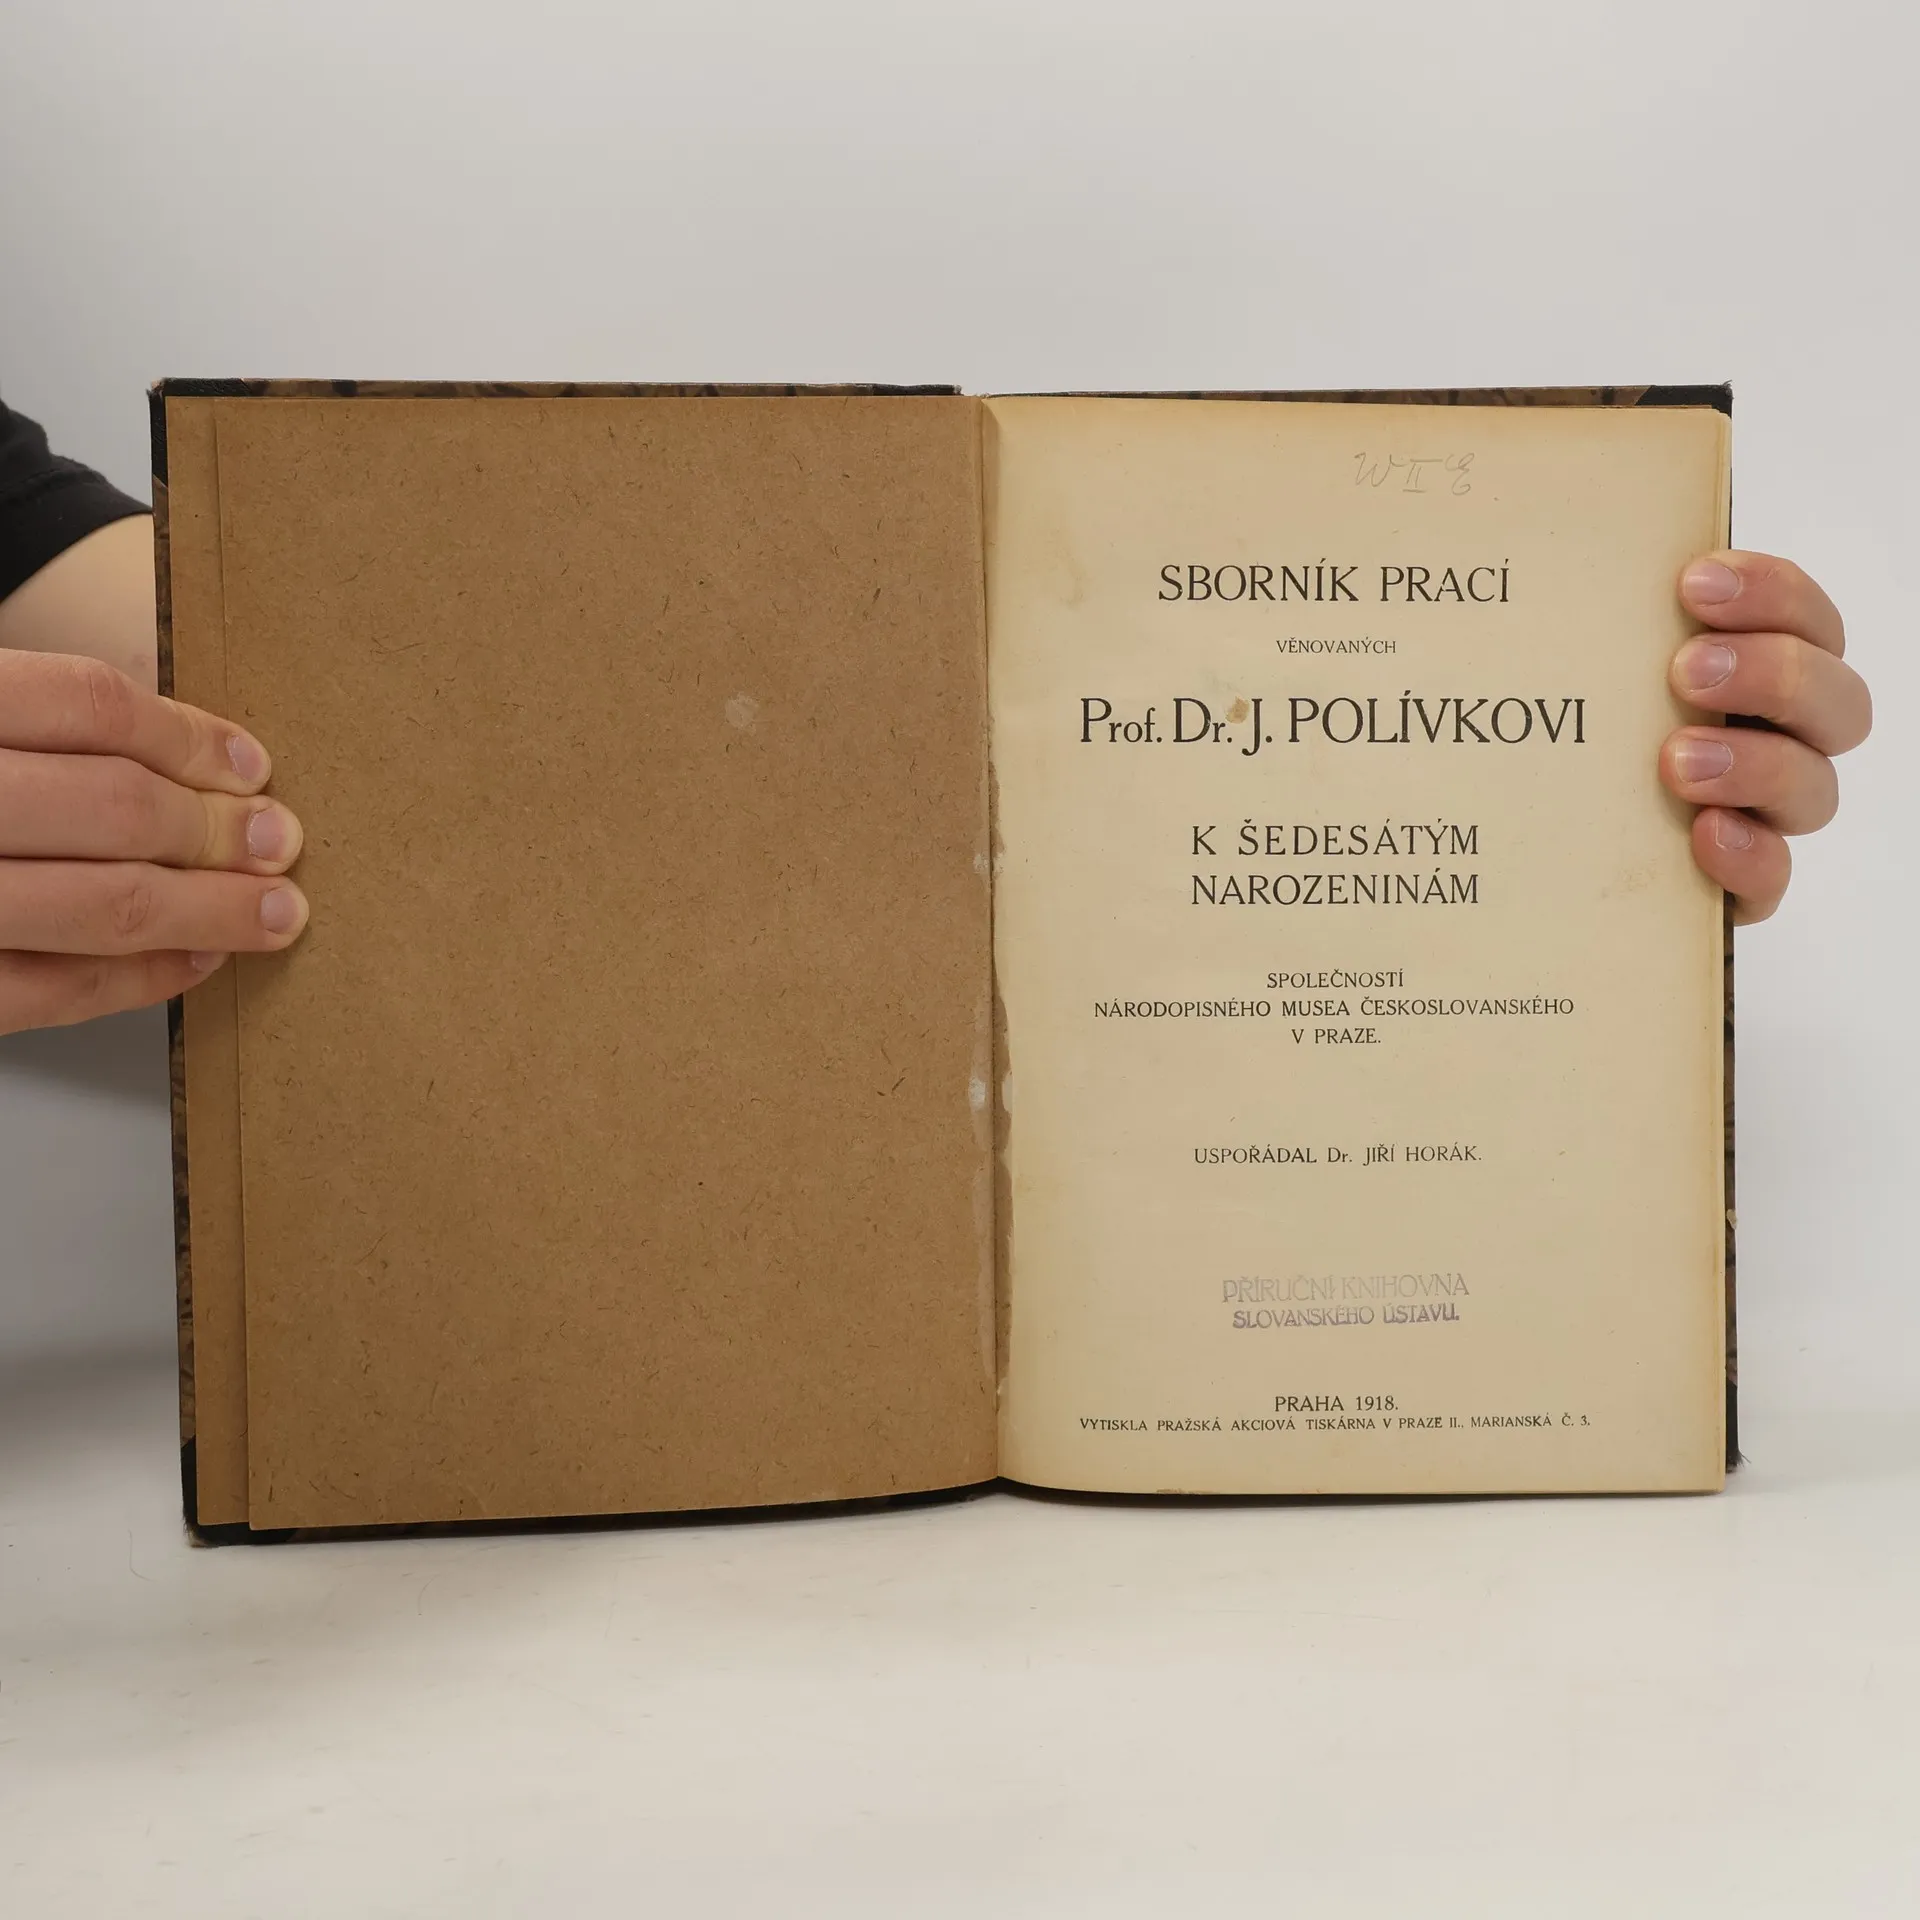 W II E
SBORNÍK PRACÍ
VĚNOVANÝCH
Prof. Dr. J. POLÍVKOVI
K ŠEDESÁTÝM
NAROZENINÁM
SPOLEČNOSTÍ
NÁRODOPISNÉHO MUSEA ČESKOSLOVANSKÉHO
V PRAZE.
USPOŘÁDAL Dr. JIŘÍ HORÁK.
PŘÍRUČNÍ KNIHOVNA
SLOVANSKÉHO ÚSTAVU.
PRAHA 1918.
VYTISKLA PRAŽSKÁ AKCIOVÁ TISKÁRNA V PRAZE II., MARIANSKÁ Č. 3.